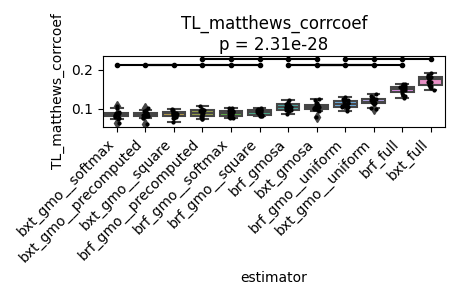 TL_matthews_corrcoef
p = 2.31e-28
TL_matthews_corrcoef
0.2
0.1
bxt_gmo__softmax
bxt_gmo__precomputed
bxt_gmo__square
brf_gmo__precomputed
brf_gmo__softmax
brf_gmo__square
brf_gmosa
bxt_gmosa
brf_gmo__uniform
bxt_gmo__uniform
brf_full
bxt_full
estimator